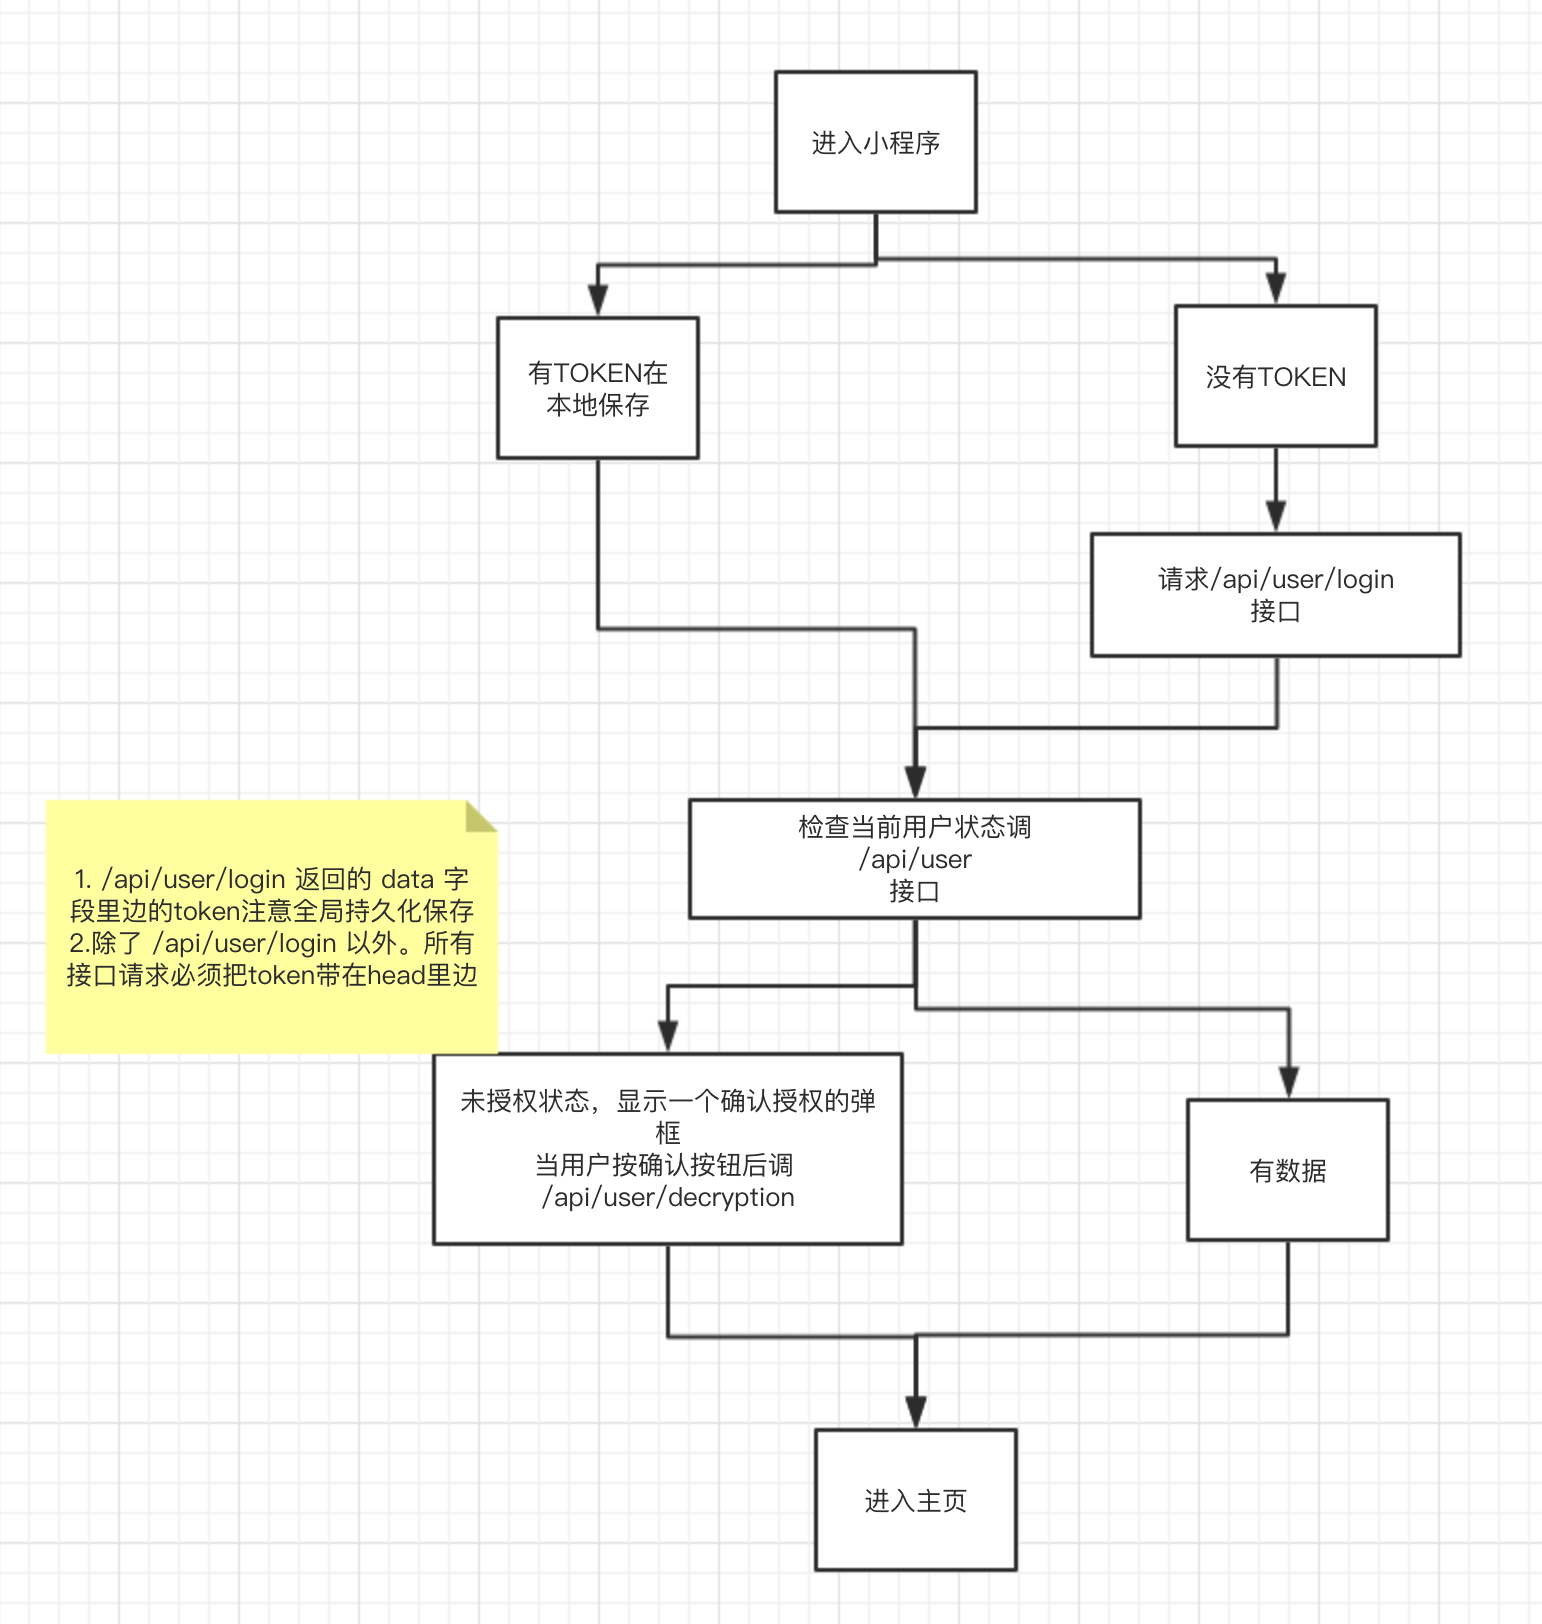 进入小程序
有TOKEN在
本地保存
没有TOKEN
请求/api/user/login
接口
检查当前用户状态调
/api/user
接口
1. /api/user/login 返回的 data 字
段里边的token注意全局持久化保存
2.除了 /api/user/login 以外。所有
接口请求必须把token带在head里边
未授权状态，显示一个确认授权的弹
框
当用户按确认按钮后调
/api/user/decryption
有数据
进入主页